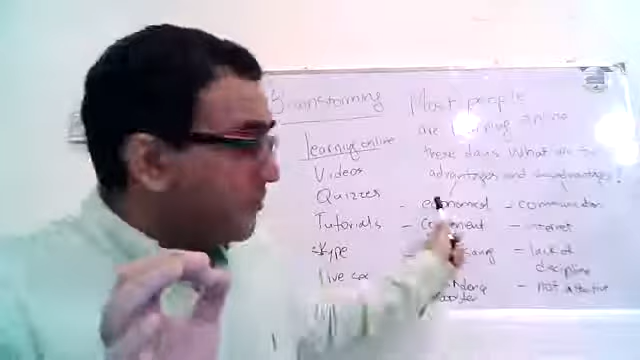 Brainstorming
learning online
Videos
Quizzes
Tutorials
Skype
live
Most people
are learning online
these days. What are the
advantages and disadvantages?
- economical - communication
- convenient - internet
- lack of
discipline
- not effective